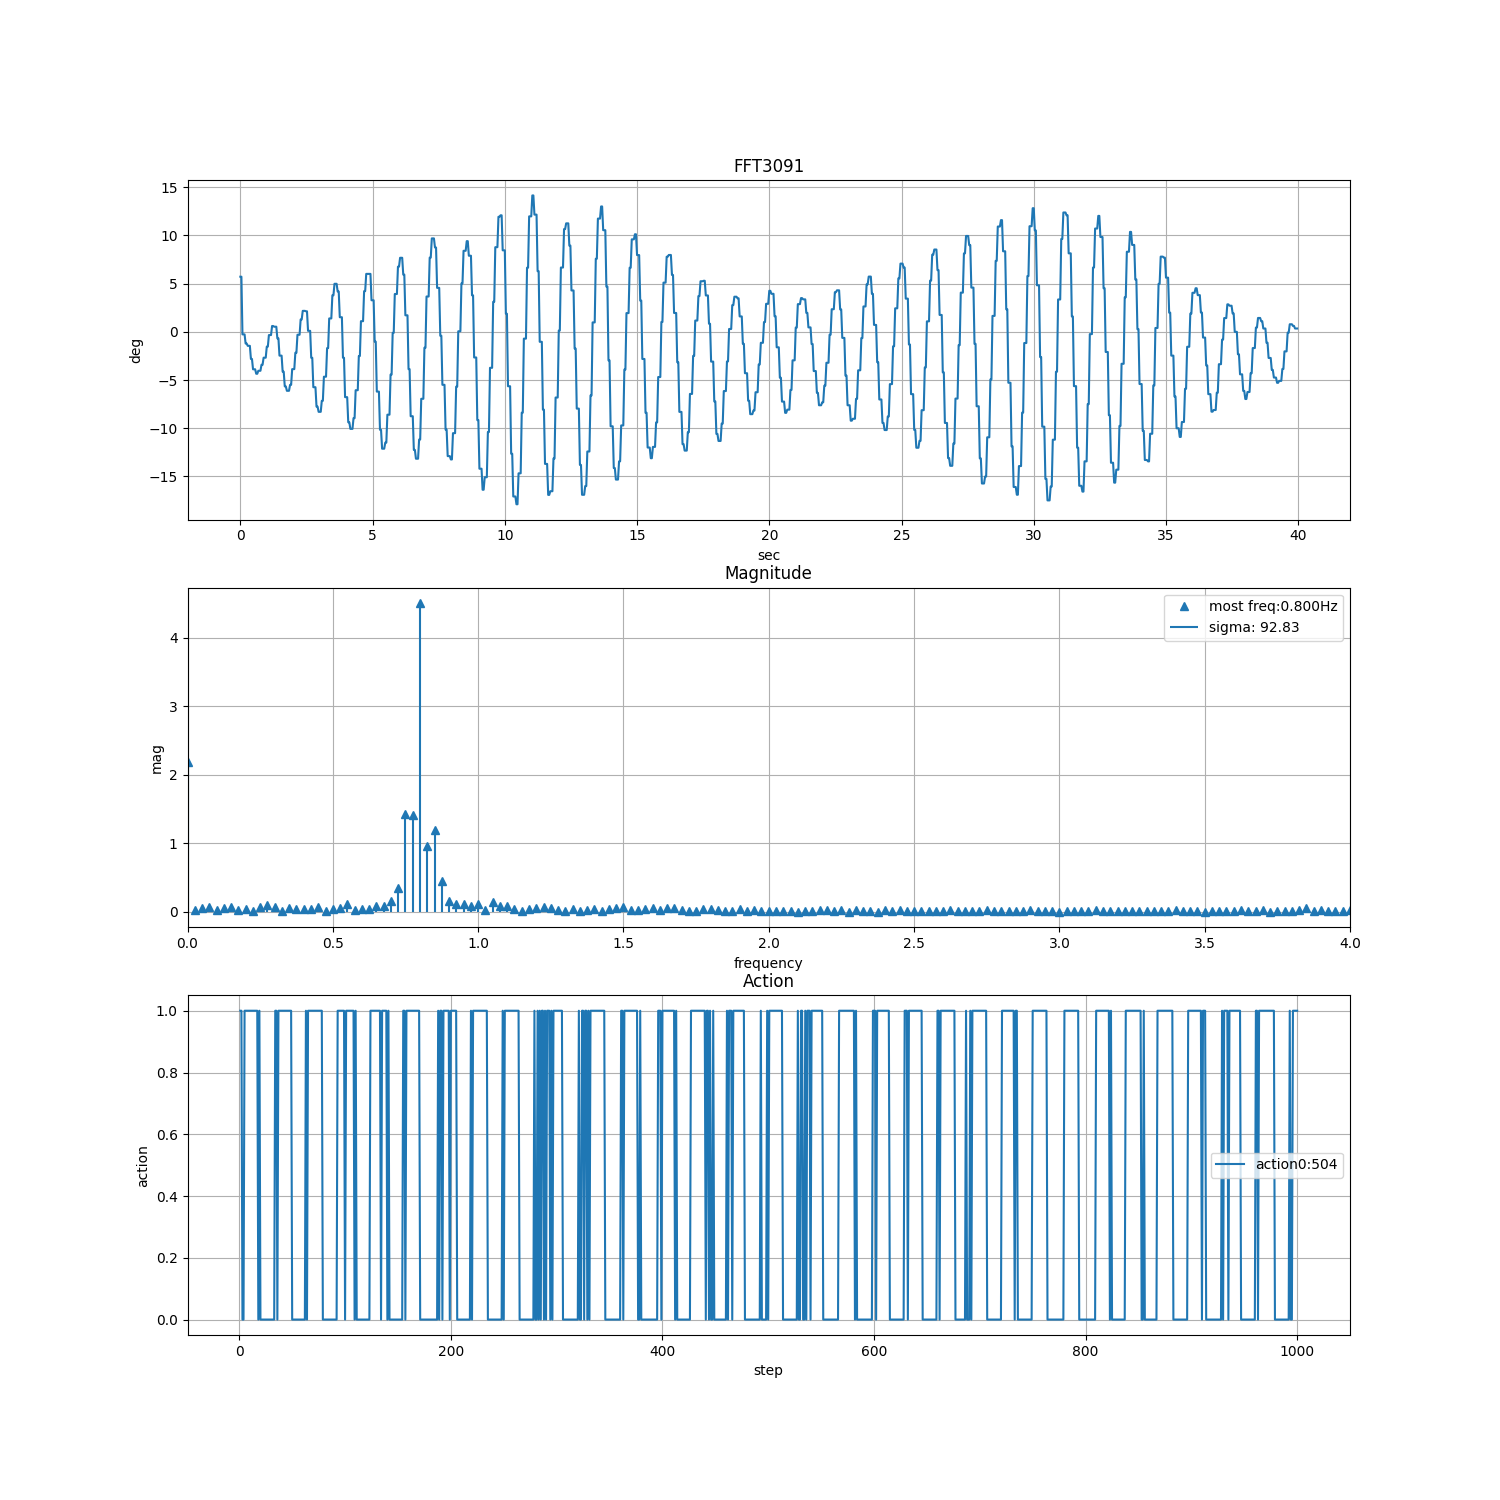 FFT3091
15
10
5
0
−5
−10
−15
deg
0 5 10 15 20 25 30 35 40
sec
Magnitude
most freq:0.800Hz
sigma: 92.83
4
3
2
1
0
mag
0.0 0.5 1.0 1.5 2.0 2.5 3.0 3.5 4.0
frequency
Action
1.0
0.8
0.6
0.4
0.2
0.0
action
action0:504
0 200 400 600 800 1000
step